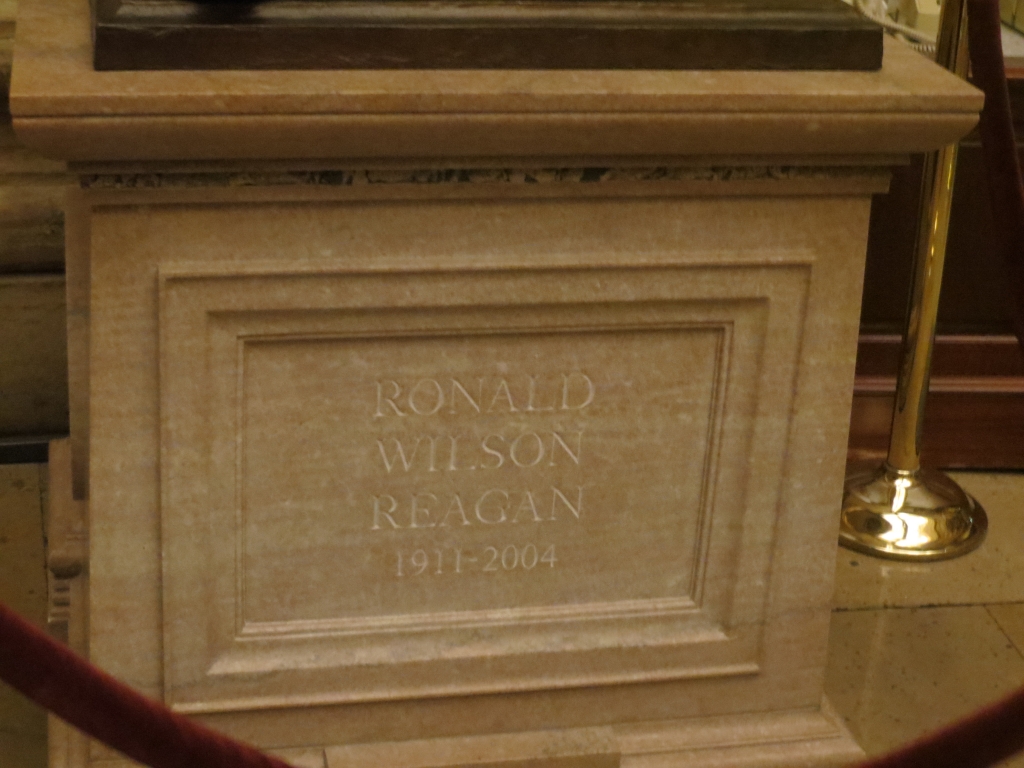 RONALD
WILSON
REAGAN
1911-2004